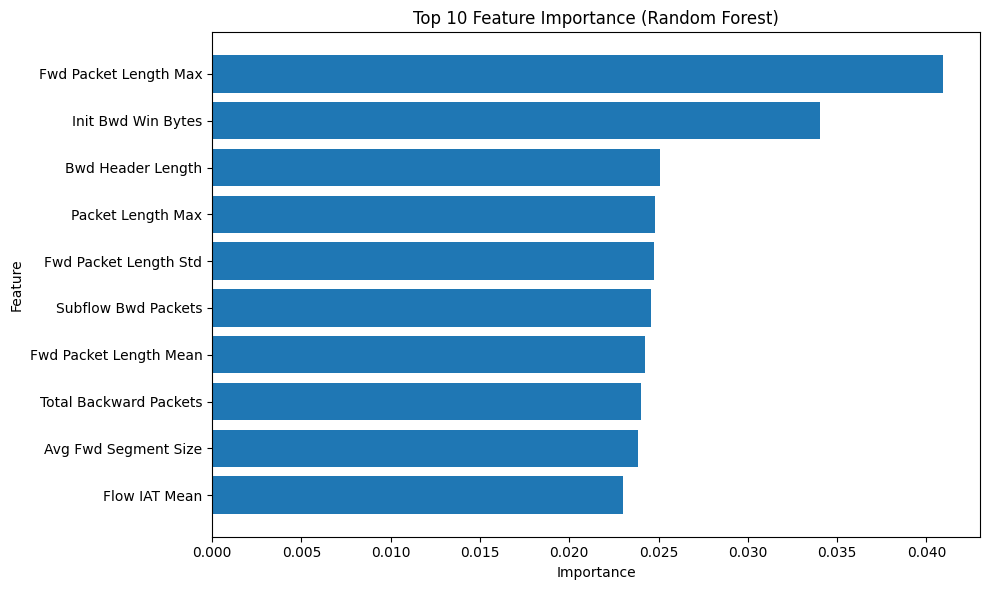 Top 10 Feature Importance (Random Forest)
Fwd Packet Length Max
Init Bwd Win Bytes
Bwd Header Length
Packet Length Max
Fwd Packet Length Std
Subflow Bwd Packets
Fwd Packet Length Mean
Total Backward Packets
Avg Fwd Segment Size
Flow IAT Mean
Feature
0.000 0.005 0.010 0.015 0.020 0.025 0.030 0.035 0.040
Importance